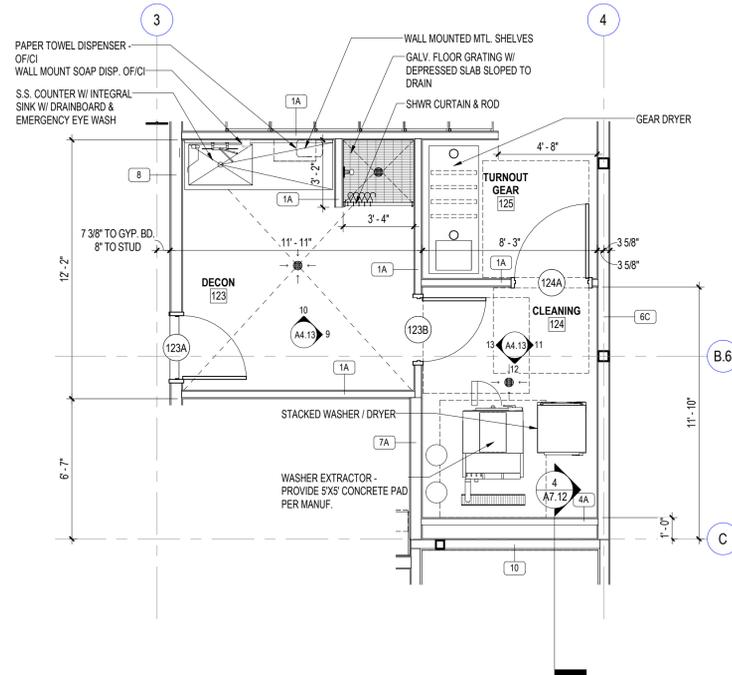 3
4
PAPER TOWEL DISPENSER -
OF/CI
WALL MOUNT SOAP DISP. OF/CI
S.S. COUNTER W/ INTEGRAL
SINK W/ DRAINBOARD &
EMERGENCY EYE WASH
WALL MOUNTED MTL. SHELVES
GALV. FLOOR GRATING W/
DEPRESSED SLAB SLOPED TO
DRAIN
SHWR CURTAIN & ROD
GEAR DRYER
1A
4' - 8"
8
3' - 2"
1A
TURNOUT
GEAR
125
3' - 4"
7 3/8" TO GYP. BD.
8" TO STUD
11' - 11"
8' - 3"
3 5/8"
3 5/8"
12' - 2"
1A
1A
DECON
123
124A
CLEANING
124
6C
10
A4.13
9
123B
123A
13
A4.13
11
12
B.6
1A
STACKED WASHER / DRYER
7A
11' - 10"
6' - 7"
WASHER EXTRACTOR -
PROVIDE 5'X5' CONCRETE PAD
PER MANUF.
4
A7.12
4A
1' - 0"
C
10